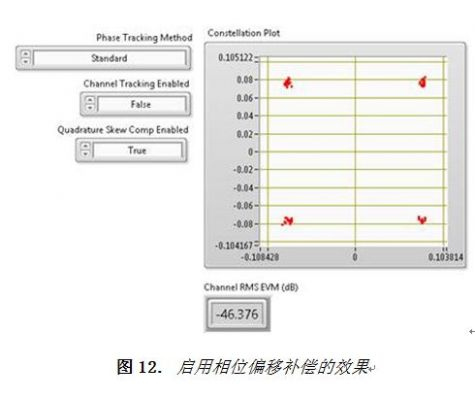 Phase Tracking Method
Standard
Channel Tracking Enabled
False
Quadrature Skew Comp Enabled
True
Constellation Plot
0.105122
0.08
0.06
0.04
0.02
0
-0.02
-0.04
-0.06
-0.08
-0.104167
-0.108428
0
0.103814
Channel RMS EVM (dB)
-46.376
图 12. 启用相位偏移补偿的效果